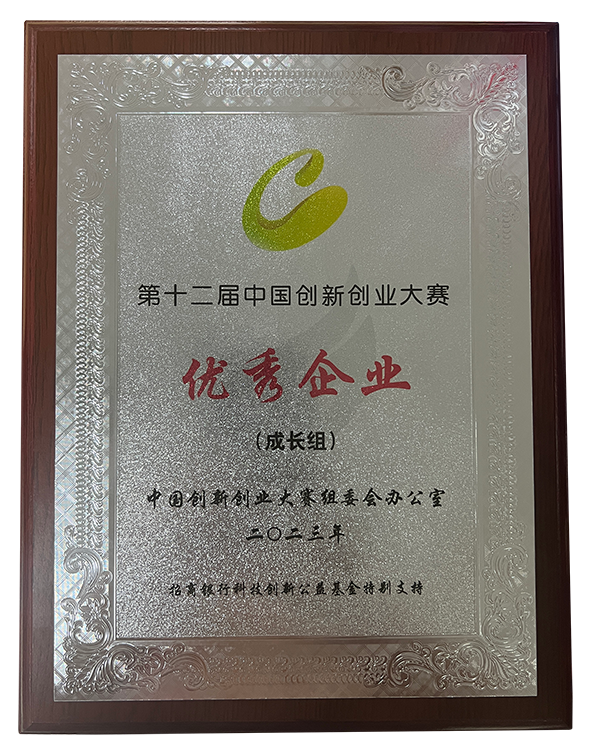 第十二届中国创新创业大赛
优秀企业
（成长组）
中国创新创业大赛组委会办公室
二〇二三年
招商银行科技创新公益基金特别支持